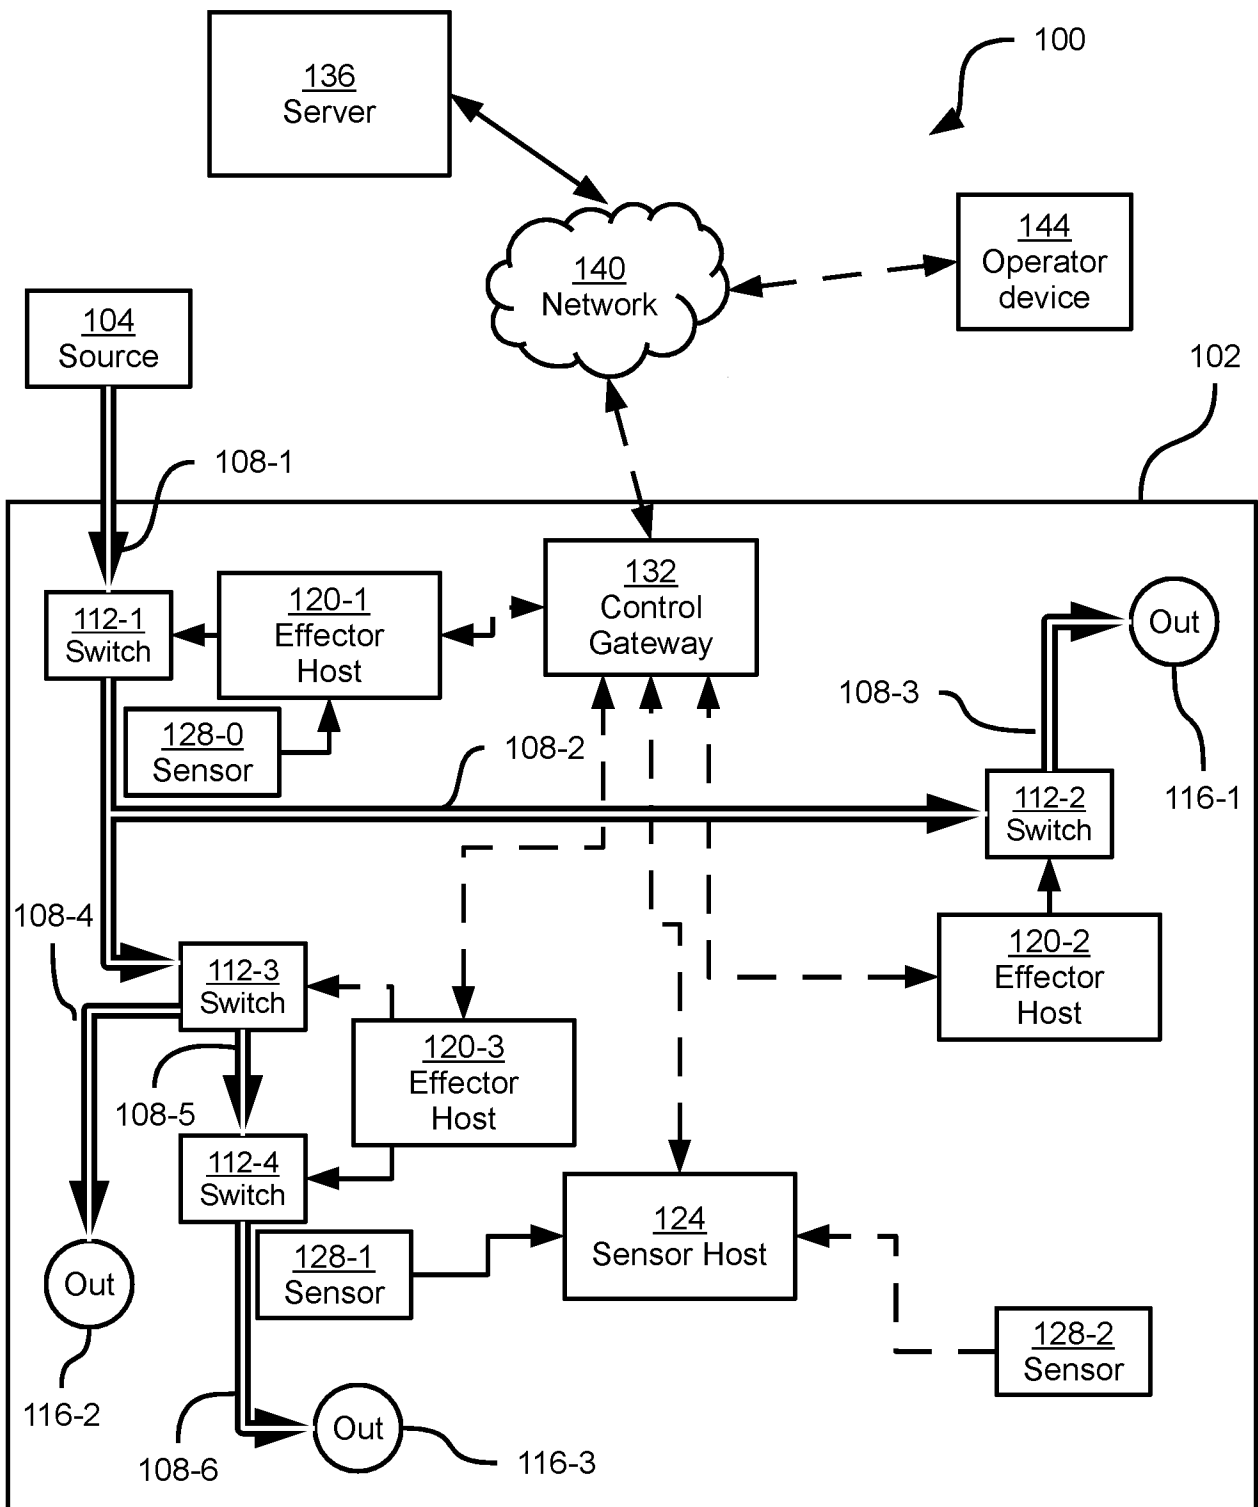 100
136
Server
144
Operator
device
140
Network
104
Source
102
108-1
132
Control
Gateway
120-1
Effector
Host
112-1
Switch
Out
108-3
128-0
Sensor
108-2
112-2
Switch
116-1
108-4
120-2
Effector
Host
112-3
Switch
120-3
Effector
Host
108-5
112-4
Switch
124
Sensor Host
128-1
Sensor
Out
128-2
Sensor
116-2
Out
108-6
116-3